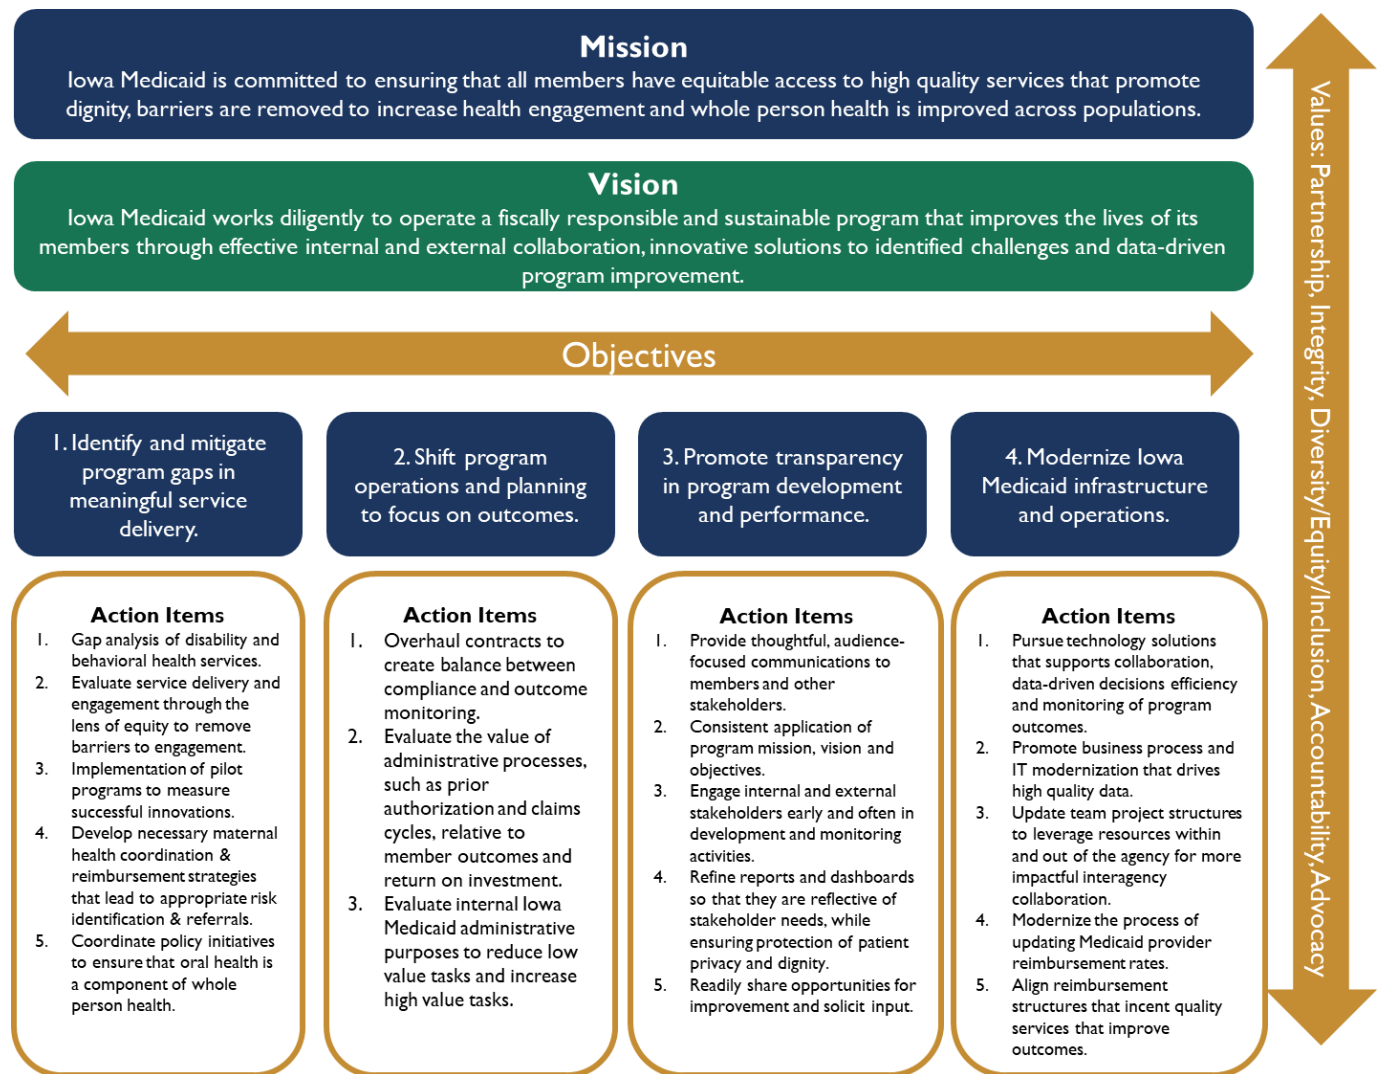 Mission
Iowa Medicaid is committed to ensuring that all members have equitable access to high quality services that promote
dignity, barriers are removed to increase health engagement and whole person health is improved across populations.
Vision
Iowa Medicaid works diligently to operate a fiscally responsible and sustainable program that improves the lives of its
members through effective internal and external collaboration, innovative solutions to identified challenges and data-driven
program improvement.
Objectives
1. Identify and mitigate
program gaps in
meaningful service
delivery.
Action Items
1. Gap analysis of disability and
behavioral health services.
2. Evaluate service delivery and
engagement through the
lens of equity to remove
barriers to engagement.
3. Implementation of pilot
programs to measure
successful innovations.
4. Develop necessary maternal
health coordination &
reimbursement strategies
that lead to appropriate risk
identification & referrals.
5. Coordinate policy initiatives
to ensure that oral health is
a component of whole
person health.
2. Shift program
operations and planning
to focus on outcomes.
Action Items
1. Overhaul contracts to
create balance between
compliance and outcome
monitoring.
2. Evaluate the value of
administrative processes,
such as prior
authorization and claims
cycles, relative to
member outcomes and
return on investment.
3. Evaluate internal Iowa
Medicaid administrative
purposes to reduce low
value tasks and increase
high value tasks.
3. Promote transparency
in program development
and performance.
Action Items
1. Provide thoughtful, audience-
focused communications to
members and other
stakeholders.
2. Consistent application of
program mission, vision and
objectives.
3. Engage internal and external
stakeholders early and often in
development and monitoring
activities.
4. Refine reports and dashboards
so that they are reflective of
stakeholder needs, while
ensuring protection of patient
privacy and dignity.
5. Readily share opportunities for
improvement and solicit input.
4. Modernize Iowa
Medicaid infrastructure
and operations.
Action Items
1. Pursue technology solutions
that supports collaboration,
data-driven decisions efficiency
and monitoring of program
outcomes.
2. Promote business process and
IT modernization that drives
high quality data.
3. Update team project structures
to leverage resources within
and out of the agency for more
impactful interagency
collaboration.
4. Modernize the process of
updating Medicaid provider
reimbursement rates.
5. Align reimbursement
structures that incent quality
services that improve
outcomes.
Values: Partnership, Integrity, Diversity/Equity/Inclusion, Accountability, Advocacy